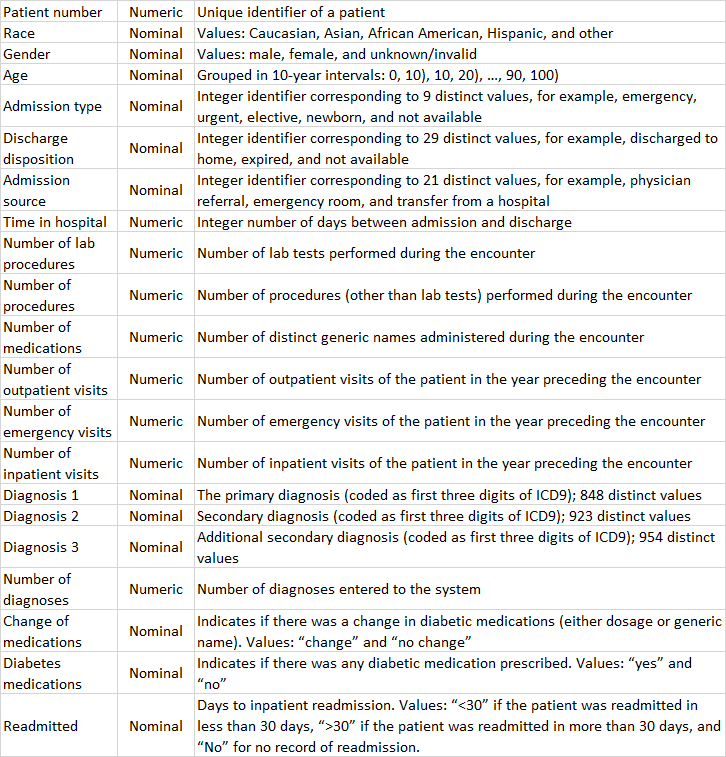 Patient number Numeric Unique identifier of a patient
Race Nominal Values: Caucasian, Asian, African American, Hispanic, and other
Gender Nominal Values: male, female, and unknown/invalid
Age Nominal Grouped in 10-year intervals: 0, 10), 10, 20), …, 90, 100)
Admission type Nominal Integer identifier corresponding to 9 distinct values, for example, emergency,
urgent, elective, newborn, and not available
Discharge
disposition Nominal Integer identifier corresponding to 29 distinct values, for example, discharged to
home, expired, and not available
Admission
source Nominal Integer identifier corresponding to 21 distinct values, for example, physician
referral, emergency room, and transfer from a hospital
Time in hospital Numeric Integer number of days between admission and discharge
Number of lab
procedures Numeric Number of lab tests performed during the encounter
Number of
procedures Numeric Number of procedures (other than lab tests) performed during the encounter
Number of
medications Numeric Number of distinct generic names administered during the encounter
Number of
outpatient visits Numeric Number of outpatient visits of the patient in the year preceding the encounter
Number of
emergency visits Numeric Number of emergency visits of the patient in the year preceding the encounter
Number of
inpatient visits Numeric Number of inpatient visits of the patient in the year preceding the encounter
Diagnosis 1 Nominal The primary diagnosis (coded as first three digits of ICD9); 848 distinct values
Diagnosis 2 Nominal Secondary diagnosis (coded as first three digits of ICD9); 923 distinct values
Diagnosis 3 Nominal Additional secondary diagnosis (coded as first three digits of ICD9); 954 distinct
values
Number of
diagnoses Numeric Number of diagnoses entered to the system
Change of
medications Nominal Indicates if there was a change in diabetic medications (either dosage or generic
name). Values: “change” and “no change”
Diabetes
medications Nominal Indicates if there was any diabetic medication prescribed. Values: “yes” and
“no”
Readmitted Nominal Days to inpatient readmission. Values: “<30” if the patient was readmitted in
less than 30 days, “>30” if the patient was readmitted in more than 30 days, and
“No” for no record of readmission.